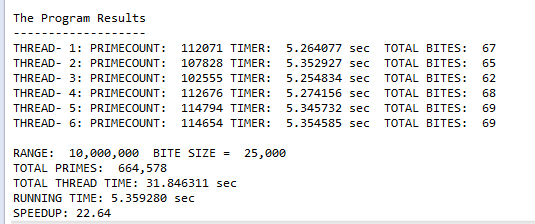 The Program Results
-------------------
THREAD- 1: PRIMECOUNT:  112071 TIMER:  5.264077 sec  TOTAL BITES:  67
THREAD- 2: PRIMECOUNT:  107828 TIMER:  5.352927 sec  TOTAL BITES:  65
THREAD- 3: PRIMECOUNT:  102555 TIMER:  5.254834 sec  TOTAL BITES:  62
THREAD- 4: PRIMECOUNT:  112676 TIMER:  5.274156 sec  TOTAL BITES:  68
THREAD- 5: PRIMECOUNT:  114794 TIMER:  5.345732 sec  TOTAL BITES:  69
THREAD- 6: PRIMECOUNT:  114654 TIMER:  5.354585 sec  TOTAL BITES:  69
RANGE:  10,000,000  BITE SIZE =  25,000
TOTAL PRIMES:  664,578
TOTAL THREAD TIME: 31.846311 sec
RUNNING TIME: 5.359280 sec
SPEEDUP: 22.64